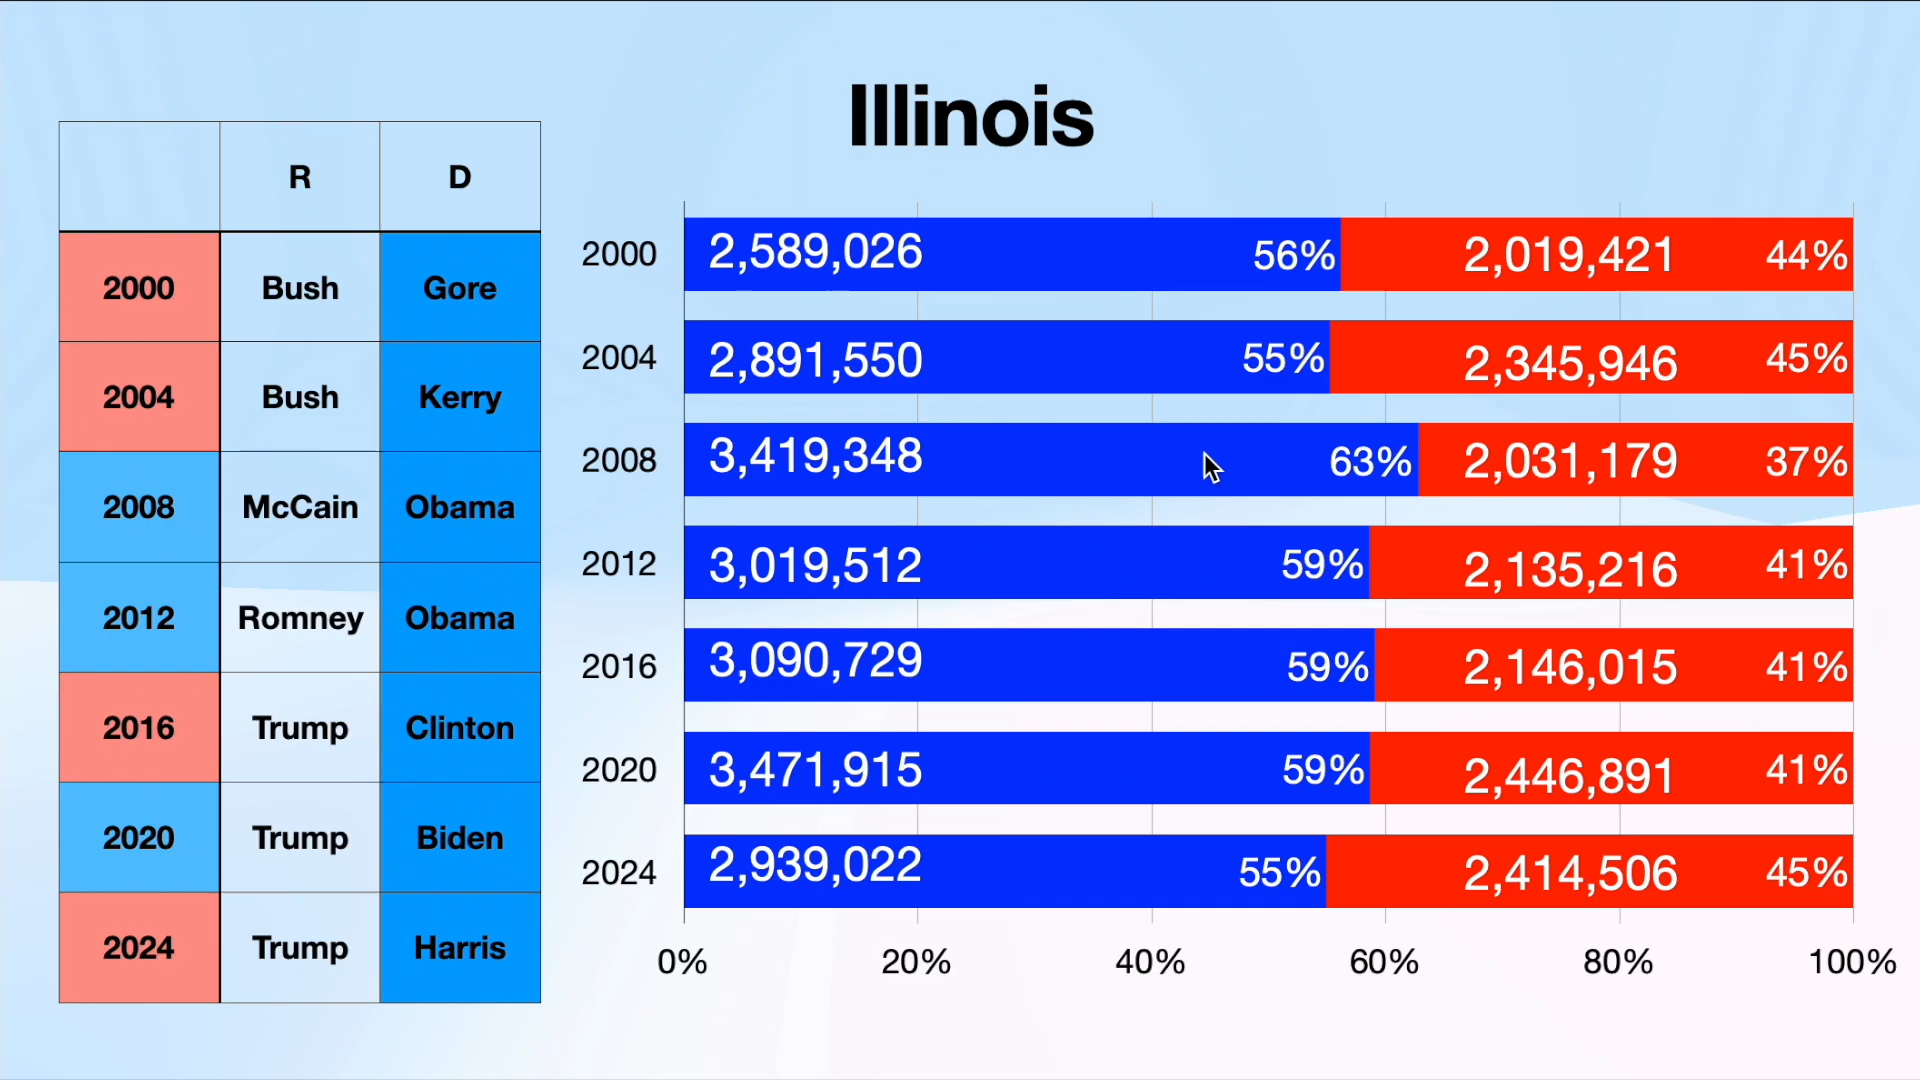 Illinois
R D
2000 Bush Gore
2004 Bush Kerry
2008 McCain Obama
2012 Romney Obama
2016 Trump Clinton
2020 Trump Biden
2024 Trump Harris
2000 2,589,026 56% 2,019,421 44%
2004 2,891,550 55% 2,345,946 45%
2008 3,419,348 63% 2,031,179 37%
2012 3,019,512 59% 2,135,216 41%
2016 3,090,729 59% 2,146,015 41%
2020 3,471,915 59% 2,446,891 41%
2024 2,939,022 55% 2,414,506 45%
0% 20% 40% 60% 80% 100%